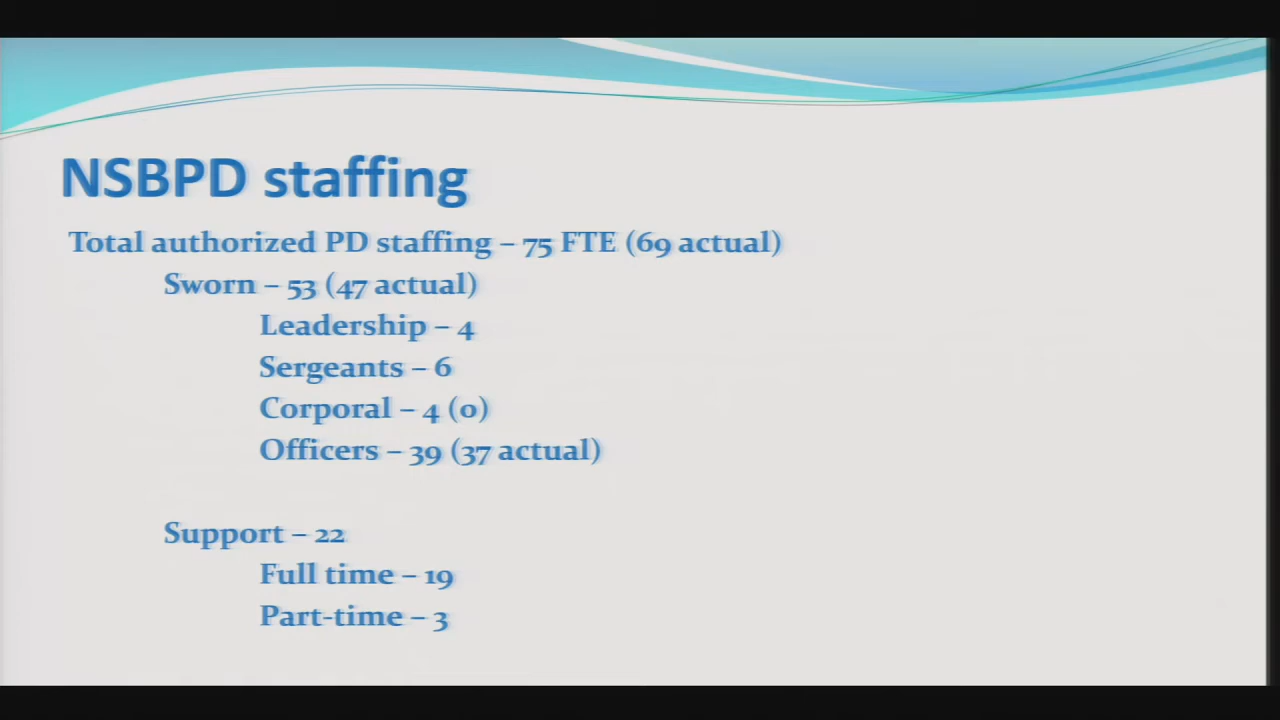 NSBPD staffing
Total authorized PD staffing – 75 FTE (69 actual)
Sworn – 53 (47 actual)
Leadership – 4
Sergeants – 6
Corporal – 4 (0)
Officers – 39 (37 actual)
Support – 22
Full time – 19
Part-time – 3